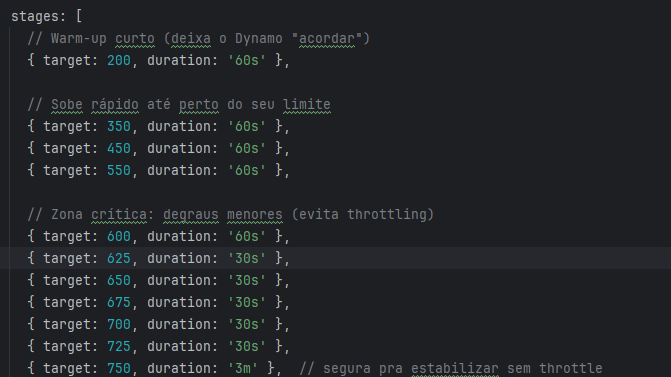 stages: [
// Warm-up curto (deixa o Dynamo "acordar")
{ target: 200, duration: '60s' },
// Sobe rápido até perto do seu limite
{ target: 350, duration: '60s' },
{ target: 450, duration: '60s' },
{ target: 550, duration: '60s' },
// Zona crítica: degraus menores (evita throttling)
{ target: 600, duration: '60s' },
{ target: 625, duration: '30s' },
{ target: 650, duration: '30s' },
{ target: 675, duration: '30s' },
{ target: 700, duration: '30s' },
{ target: 725, duration: '30s' },
{ target: 750, duration: '3m' }, // segura pra estabilizar sem throttle